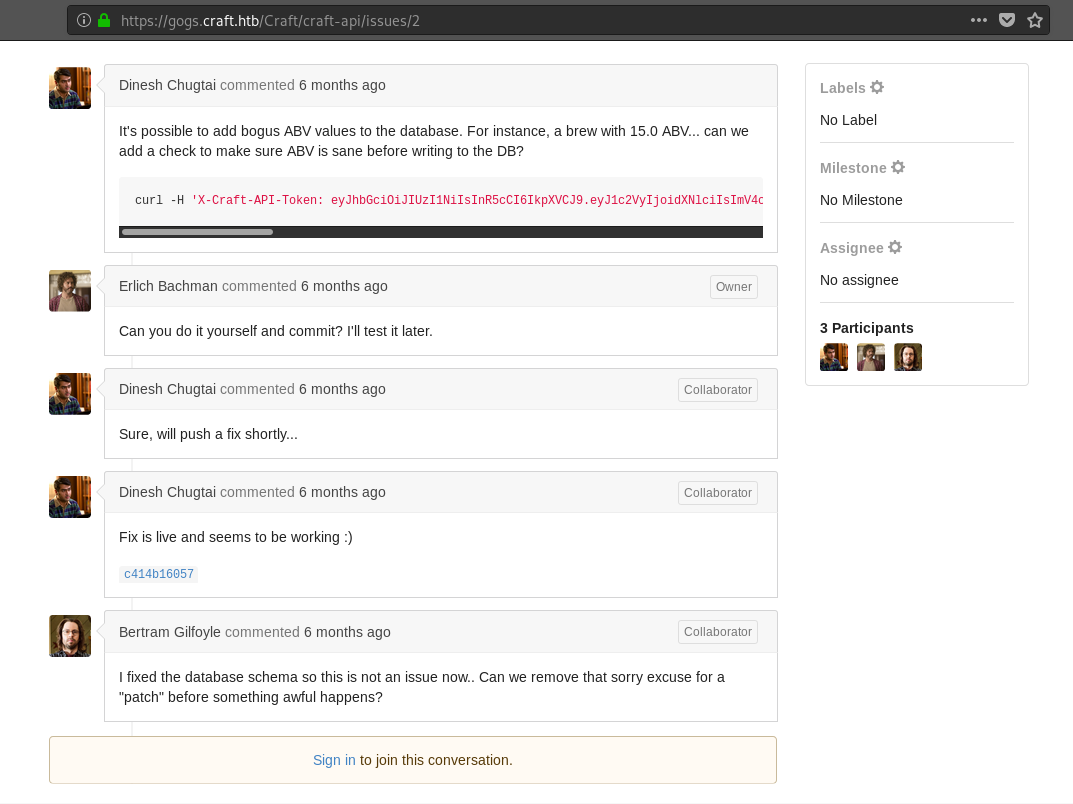 https://gogs.craft.htb/Craft/craft-api/issues/2
Dinesh Chugtai commented 6 months ago
It's possible to add bogus ABV values to the database. For instance, a brew with 15.0 ABV... can we
add a check to make sure ABV is sane before writing to the DB?
curl -H 'X-Craft-API-Token: eyJhbGciOiJIUzI1NiIsInR5cCI6IkpXVCJ9.eyJ1c2VyIjoidXNlciIsImV4c
Erlich Bachman commented 6 months ago
Owner
Can you do it yourself and commit? I'll test it later.
Dinesh Chugtai commented 6 months ago
Collaborator
Sure, will push a fix shortly...
Dinesh Chugtai commented 6 months ago
Collaborator
Fix is live and seems to be working :)
c414b16057
Bertram Gilfoyle commented 6 months ago
Collaborator
I fixed the database schema so this is not an issue now.. Can we remove that sorry excuse for a
"patch" before something awful happens?
Sign in to join this conversation.
Labels
No Label
Milestone
No Milestone
Assignee
No assignee
3 Participants